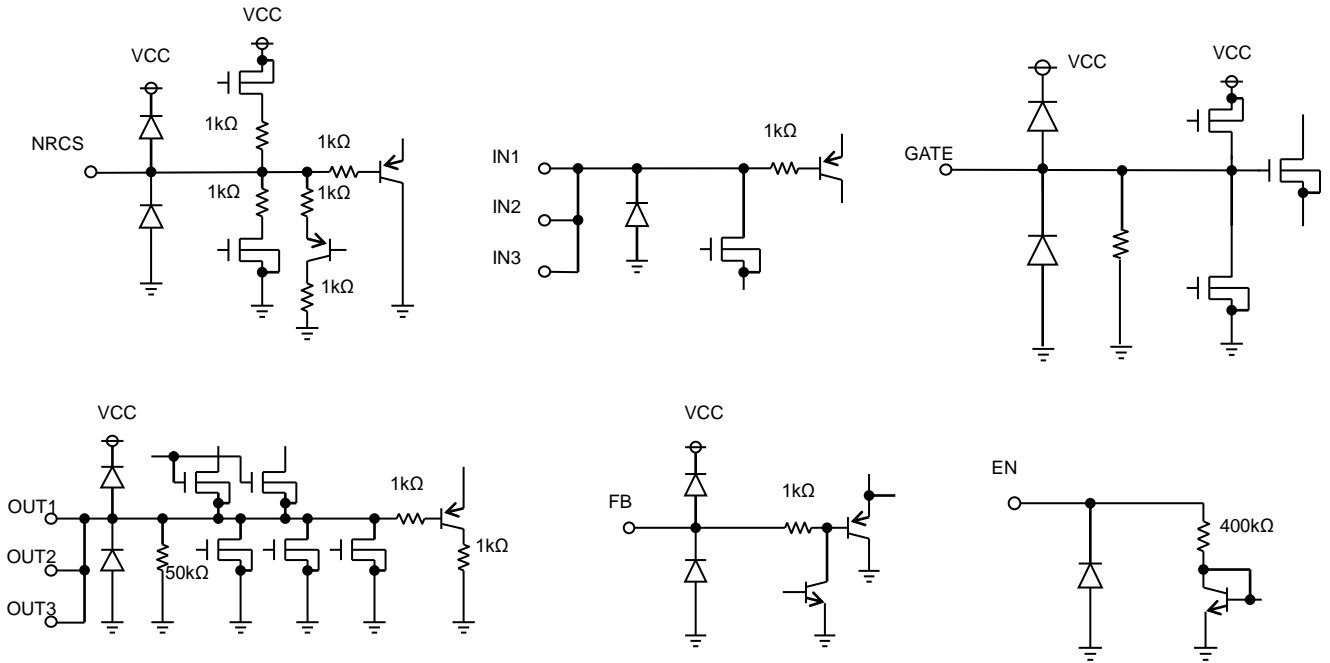 VCC
VCC
1kΩ
1kΩ
NRCS
1kΩ
1kΩ
1kΩ
1kΩ
IN1
IN2
IN3
VCC
VCC
GATE
VCC
1kΩ
OUT1
OUT2
50kΩ
1kΩ
OUT3
VCC
1kΩ
FB
EN
400kΩ